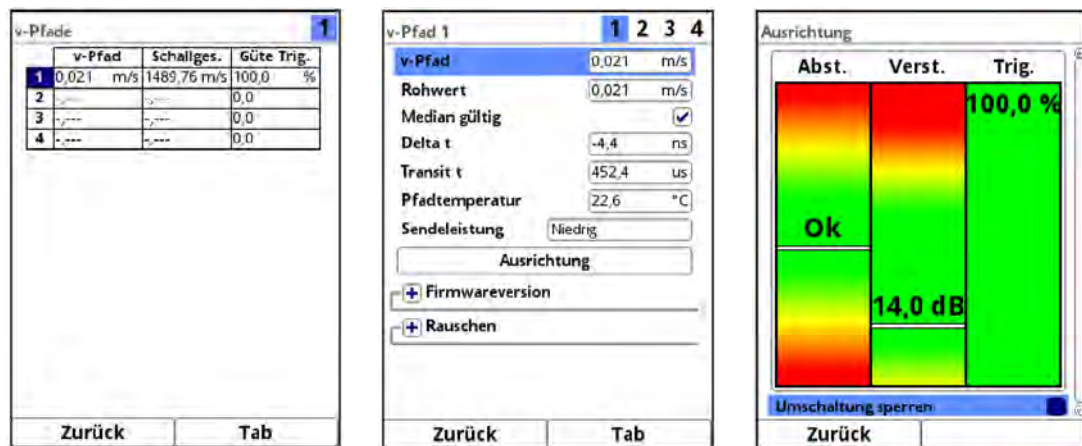 v-Pfade 1
v-Pfad Schallges. Güte Trig.
1 0,021 m/s 1489,76 m/s 100,0 %
2 -,--- -,--- 0,0
3 -,--- -,--- 0,0
4 -,--- -,--- 0,0
Zurück Tab
v-Pfad 1 1 2 3 4
v-Pfad 0,021 m/s
Rohwert 0,021 m/s
Median gültig
Delta t -4,4 ns
Transit t 452,4 us
Pfadtemperatur 22,6 °C
Sendeleistung Niedrig
Ausrichtung
+ Firmwareversion
+ Rauschen
Zurück Tab
Ausrichtung
Abst. Verst. Trig.
100,0 %
Ok
14,0 dB
Umschaltung sperren
Zurück